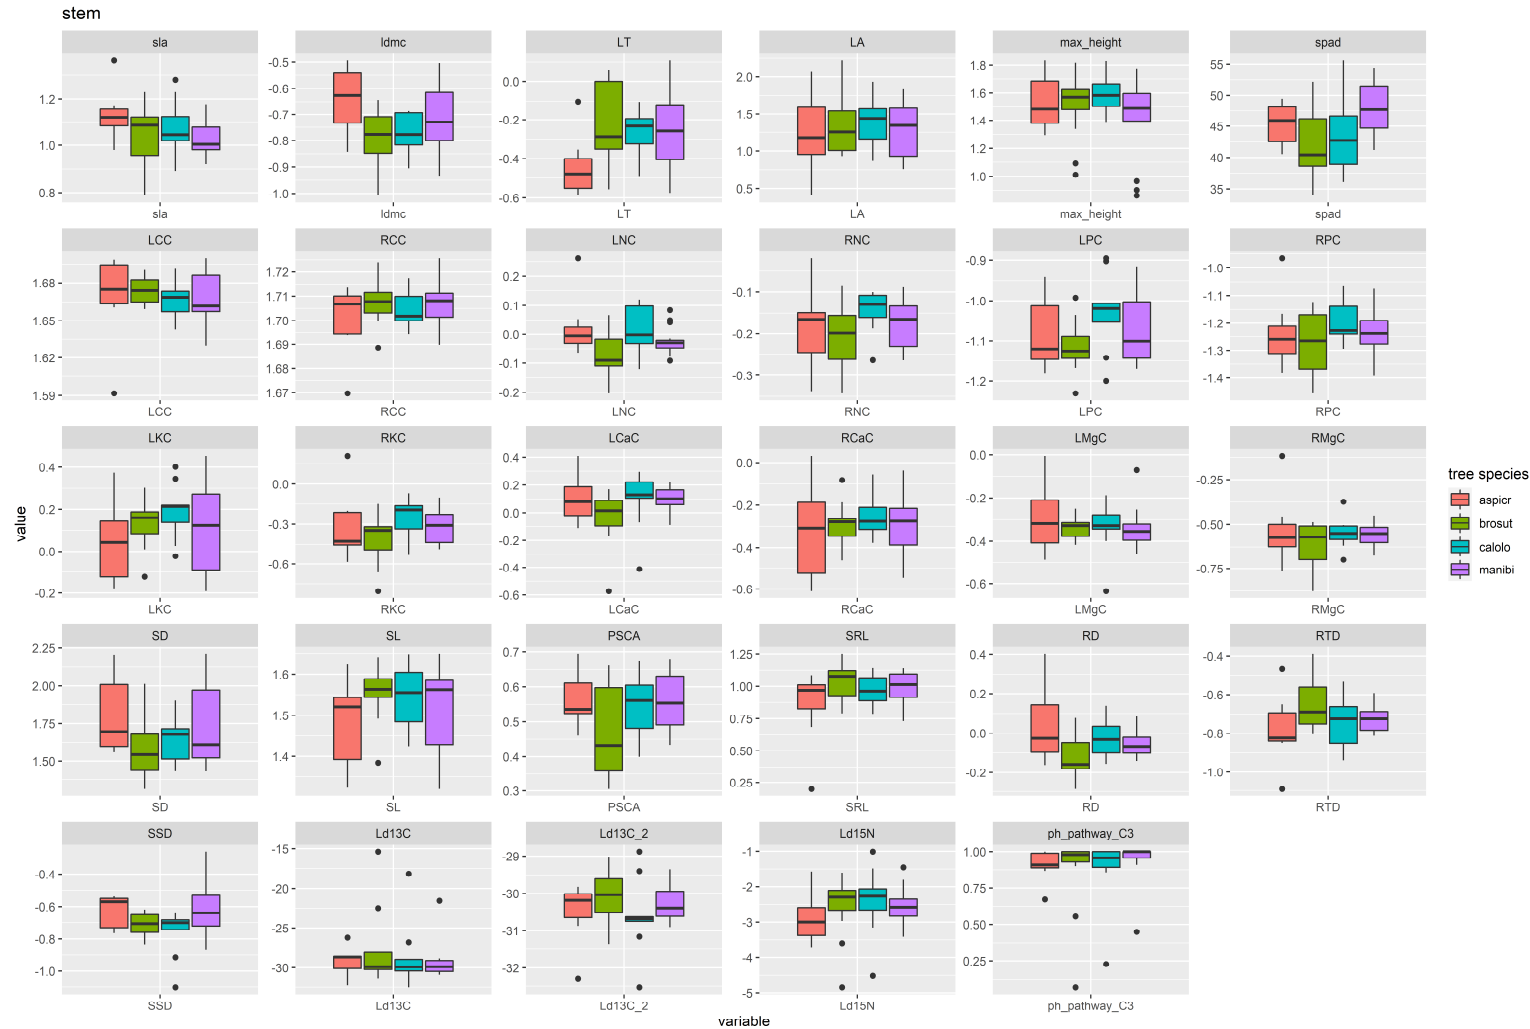 stem
sla ldmc LT LA max_height spad
1.2 1.0 0.8
-0.5 -0.6 -0.7 -0.8 -0.9 1.0
0.0 -0.2 -0.4 -0.6
2.0 1.5 1.0 0.5
1.8 1.6 1.4 1.2 1.0
55 50 45 40 35
sla ldmc LT LA max_height spad
LCC RCC LNC RNC LPC RPC
1.68 1.65 1.62 1.59
1.72 1.71 1.70 1.69 1.67
0.2 0.1 0.0 -0.1 -0.2
-0.1 -0.2 -0.3
-0.9 -1.0 -1.1 -1.2
-1.0 -1.1 -1.2 -1.3 -1.4
LCC RCC LNC RNC LPC RPC
LKC RKC LCaC RCaC LMgC RMgC
0.4 0.2 0.0 -0.2
0.0 -0.3 -0.6
0.4 0.2 0.0 -0.2 -0.4 -0.6
0.0 -0.2 -0.4 -0.6
0.0 -0.2 -0.4 -0.6
-0.25 -0.50 -0.75
LKC RKC LCaC RCaC LMgC RMgC
SD SL PSCA SRL RD RTD
2.25 2.00 1.75 1.50
1.6 1.5 1.4
0.7 0.6 0.5 0.4 0.3
1.25 1.00 0.75 0.50 0.25
0.4 0.2 0.0 -0.2
-0.4 -0.6 -0.8 -1.0
SD SL PSCA SRL RD RTD
SSD Ld13C Ld13C_2 Ld15N ph_pathway_C3
-0.4 -0.6 -0.8 -1.0
-15 -20 -25 -30
-29 -30 -31 -32
-1 -2 -3 -4 -5
1.00 0.75 0.50 0.25
SSD Ld13C Ld13C_2 Ld15N ph_pathway_C3
value
variable
tree species
aspicr
brosut
calolo
manibi